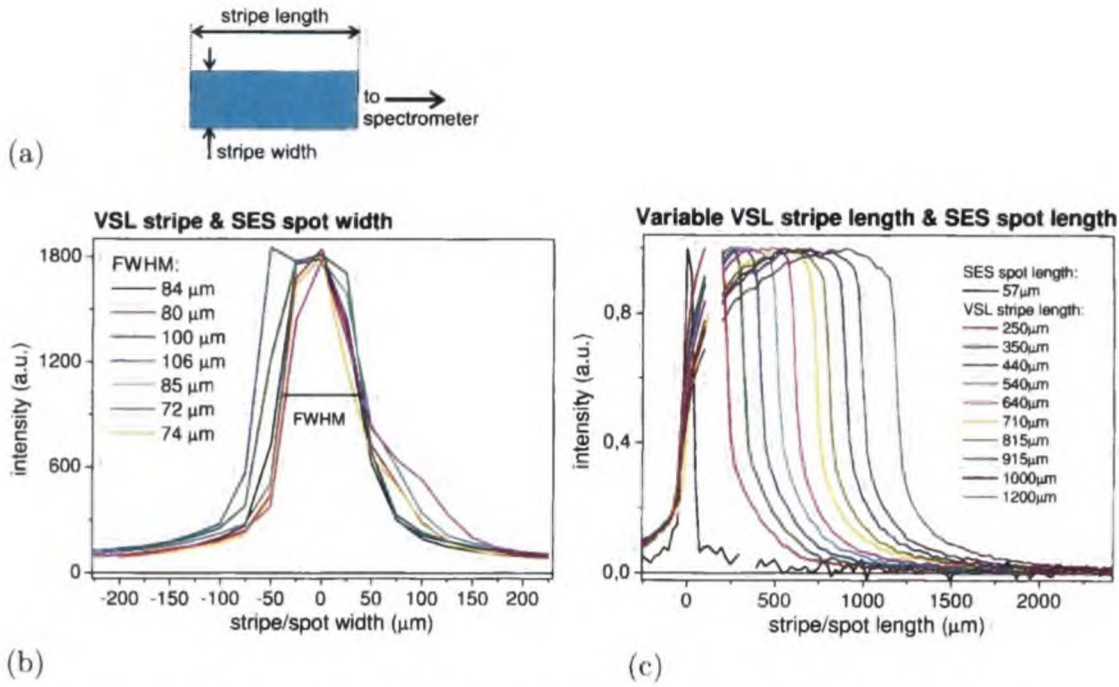 stripe length
to
spectrometer
stripe width
(a)
VSL stripe & SES spot width
FWHM:
84 μm
80 μm
100 μm
106 μm
85 μm
72 μm
74 μm
FWHM
1800
1200
600
0
intensity (a.u.)
-200 -150 -100 -50 0 50 100 150 200
stripe/spot width (μm)
(b)
Variable VSL stripe length & SES spot length
SES spot length:
57μm
VSL stripe length:
250μm
350μm
440μm
540μm
640μm
710μm
815μm
915μm
1000μm
1200μm
0,8
0,4
0,0
intensity (a.u.)
0 500 1000 1500 2000
stripe/spot length (μm)
(c)